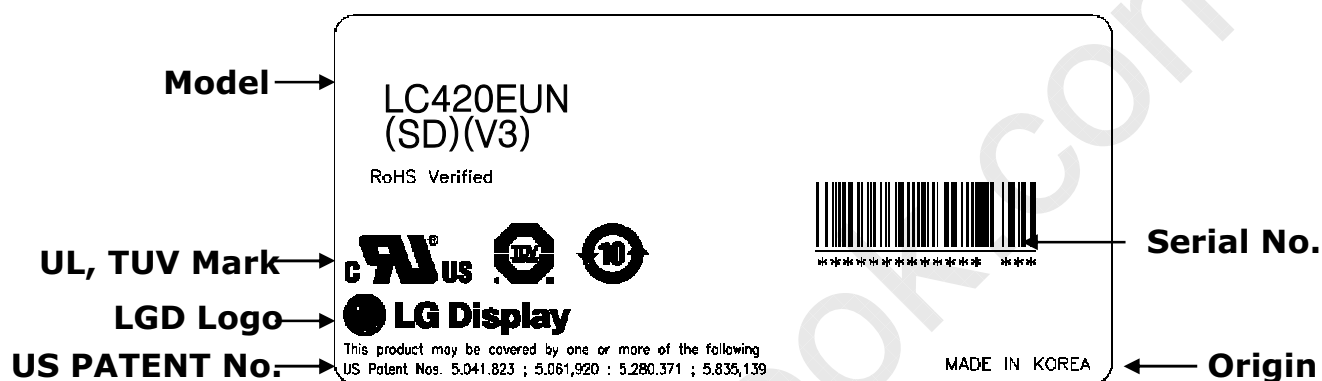 Model
LC420EUN
(SD)(V3)
RoHS Verified
UL, TUV Mark
c RU® US TUV 10
Serial No.
************ ***
LGD Logo
LG Display
US PATENT No.
This product may be covered by one or more of the following
US Patent Nos. 5.041.823 ; 5.061,920 : 5.280.371 ; 5.835,139
MADE IN KOREA
Origin